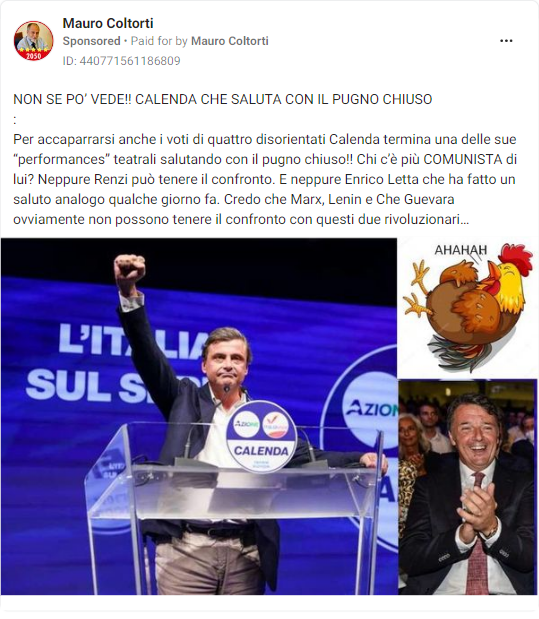 Mauro Coltorti
Sponsored • Paid for by Mauro Coltorti
ID: 440771561186809
2050
NON SE PO' VEDE!! CALENDA CHE SALUTA CON IL PUGNO CHIUSO
:
Per accaparrarsi anche i voti di quattro disorientati Calenda termina una delle sue
“performances” teatrali salutando con il pugno chiuso!! Chi c’è più COMUNISTA di
lui? Neppure Renzi può tenere il confronto. E neppure Enrico Letta che ha fatto un
saluto analogo qualche giorno fa. Credo che Marx, Lenin e Che Guevara
ovviamente non possono tenere il confronto con questi due rivoluzionari...
AHAHAH
L'ITALIA
SUL
AZIONE
AZIONE
CALENDA